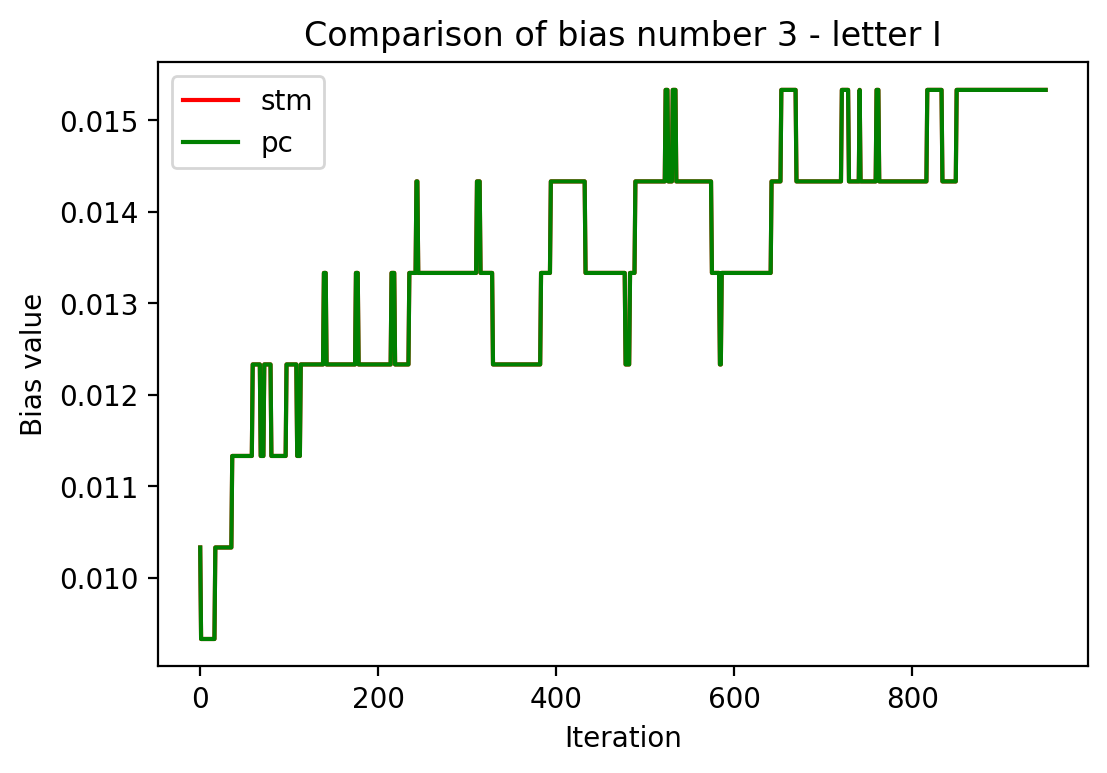 Comparison of bias number 3 - letter I
stm
pc
0.015
0.014
0.013
0.012
0.011
0.010
Bias value
0
200
400
600
800
Iteration